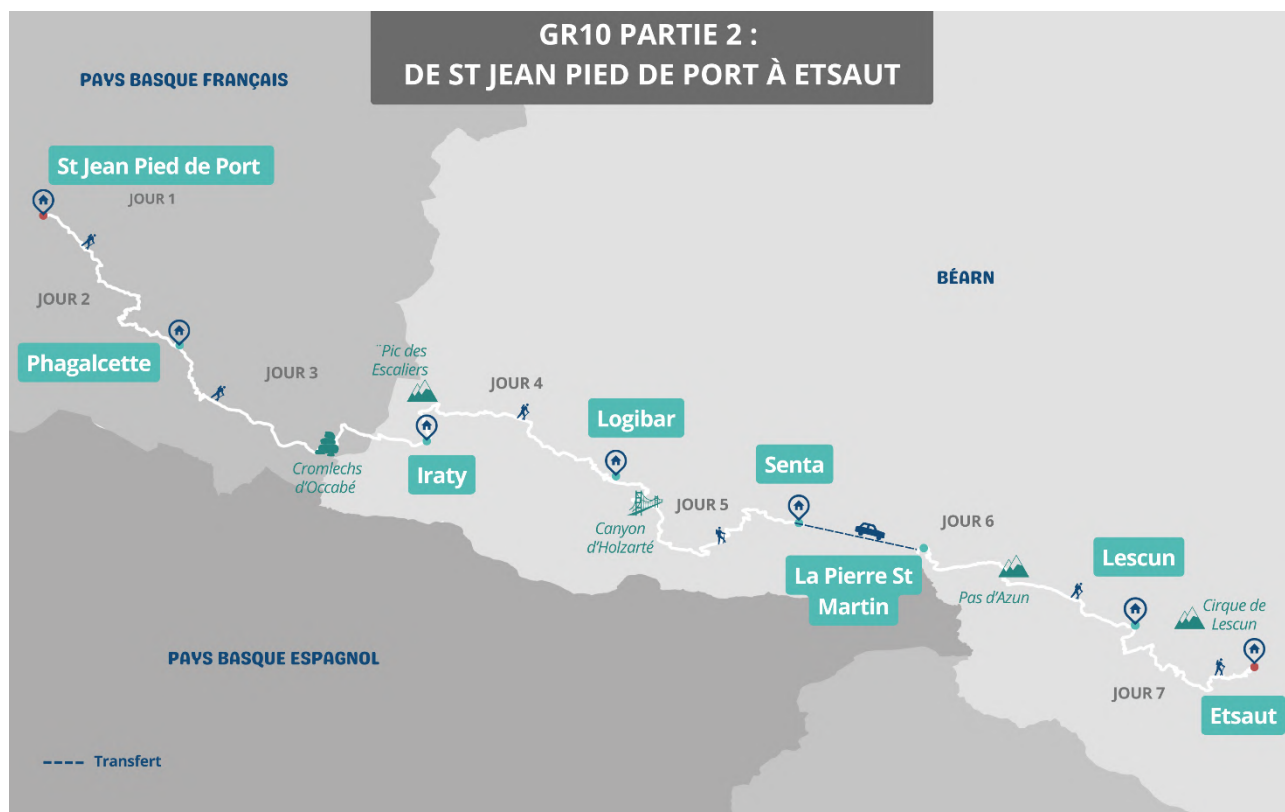 GR10 PARTIE 2 :
DE ST JEAN PIED DE PORT À ETSAUT
PAYS BASQUE FRANÇAIS
St Jean Pied de Port
JOUR 1
BÉARN
JOUR 2
Phagalcette
JOUR 3
¨Pic des
Escaliers
JOUR 4
Cromlechs
d'Occabé
Iraty
Logibar
Canyon
d'Holzarté
JOUR 5
Senta
La Pierre St
Martin
JOUR 6
Pas d'Azun
Lescun
Cirque de
Lescun
JOUR 7
Etsaut
PAYS BASQUE ESPAGNOL
---- Transfert